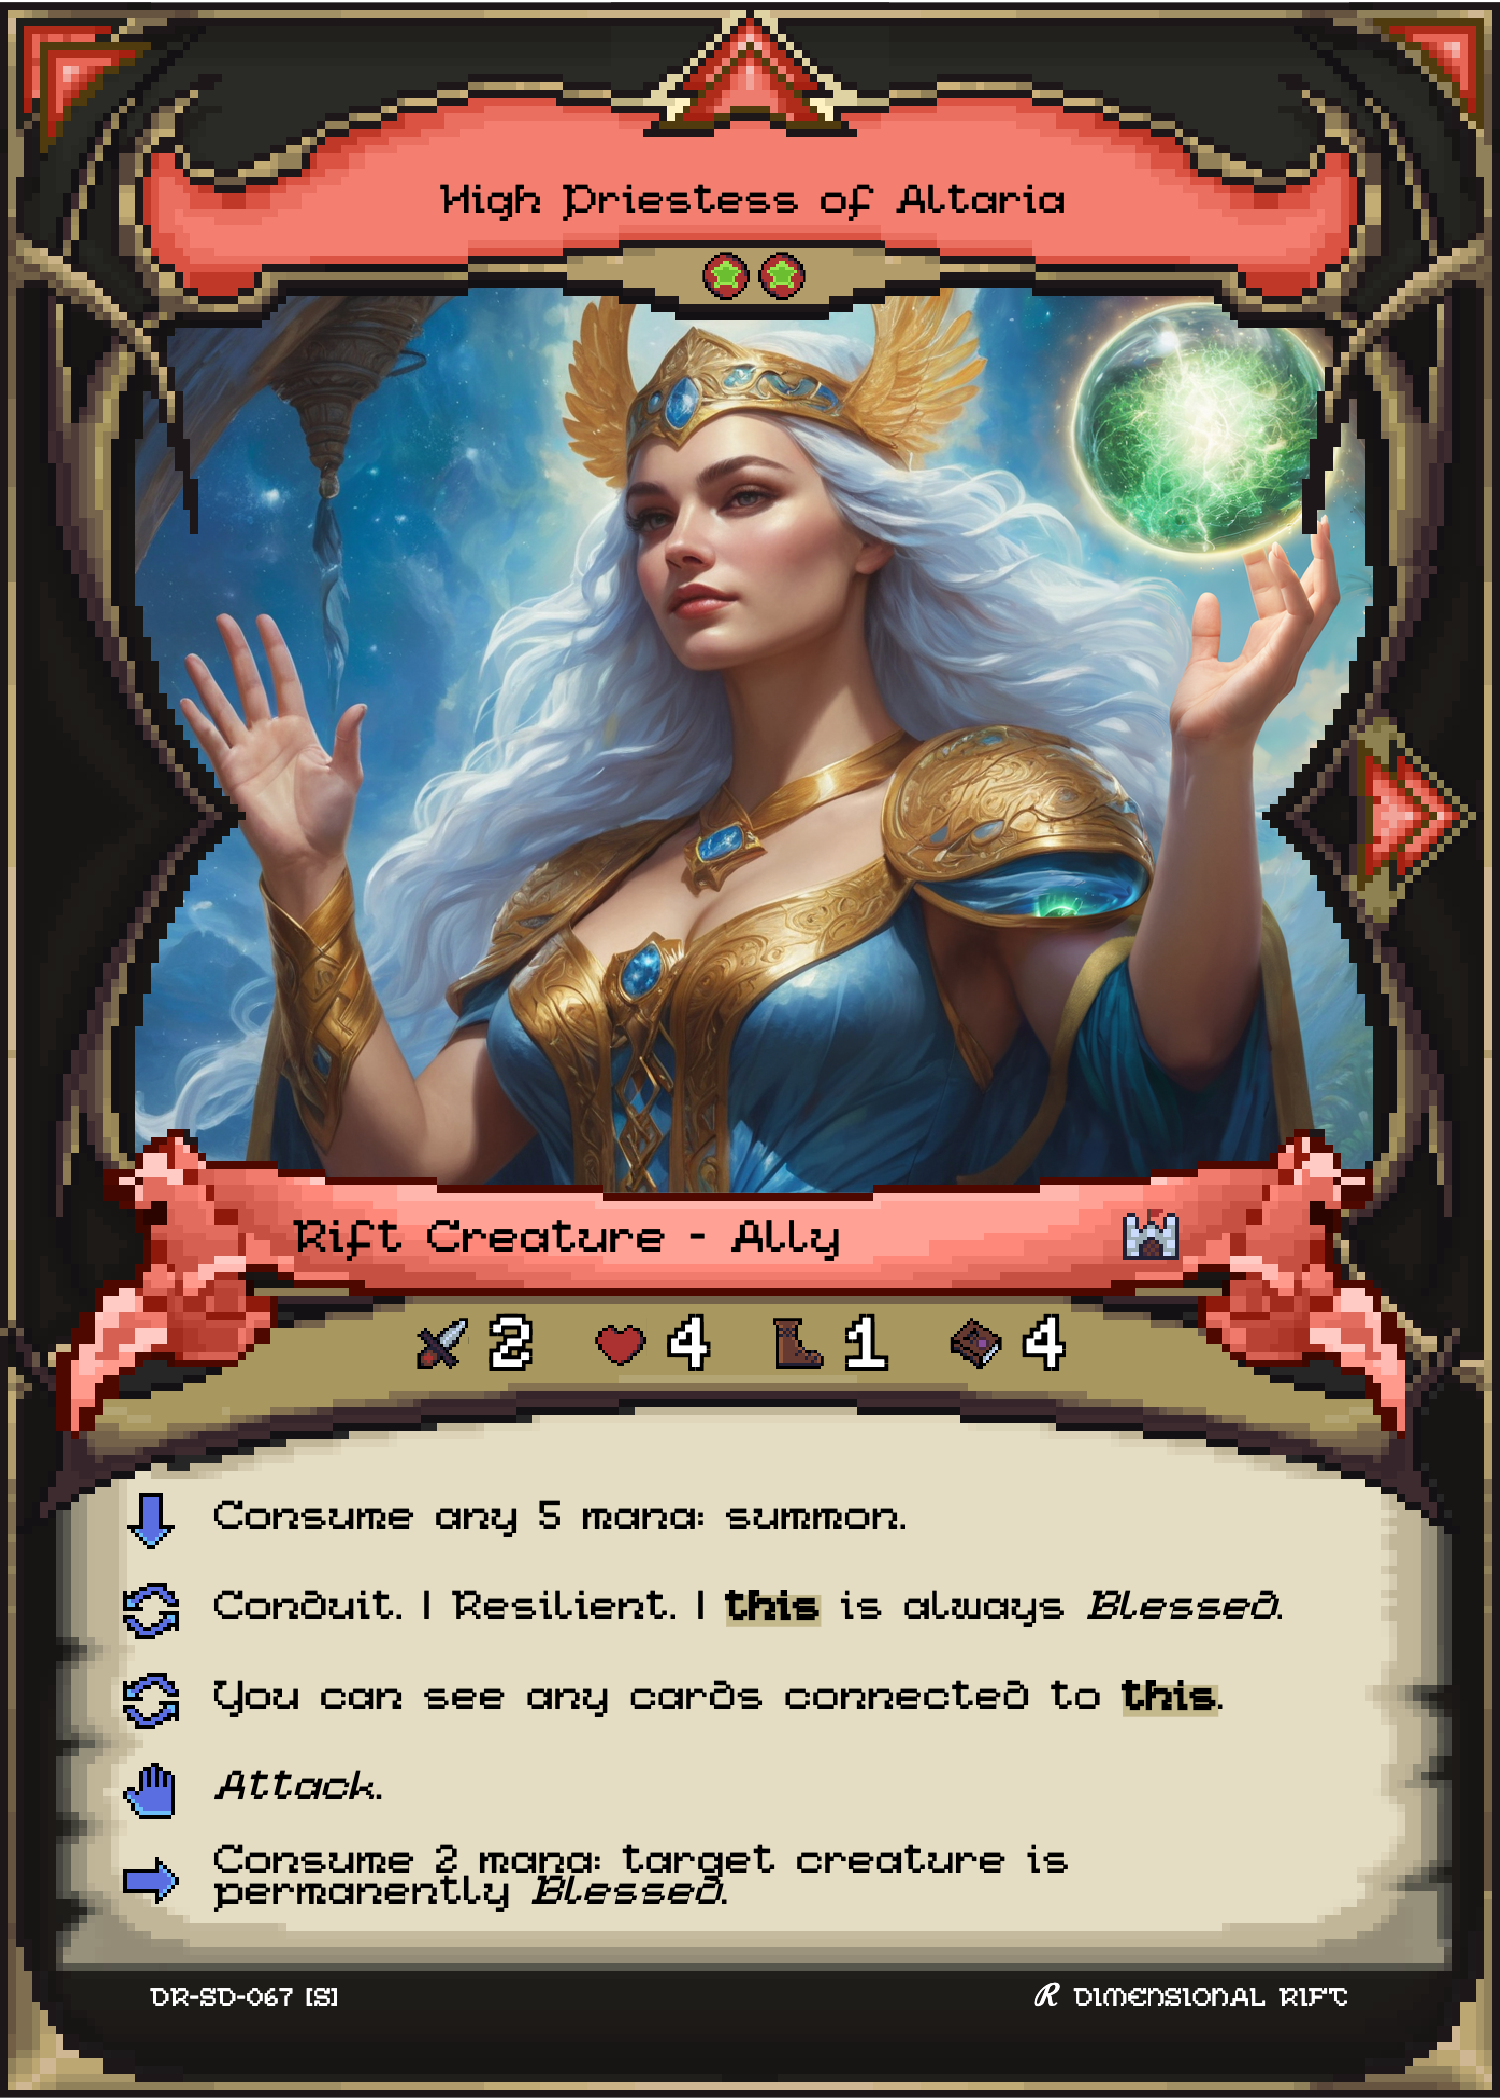 High Priestess of Altaria
Rift Creature - Ally
2 4 1 4
Consume any 5 mana: summon.
Conduit. | Resilient. | this is always Blessed.
You can see any cards connected to this.
Attack.
Consume 2 mana: target creature is
permanently Blessed.
DR-SD-067 [S]
R DIMENSIONAL RIFT